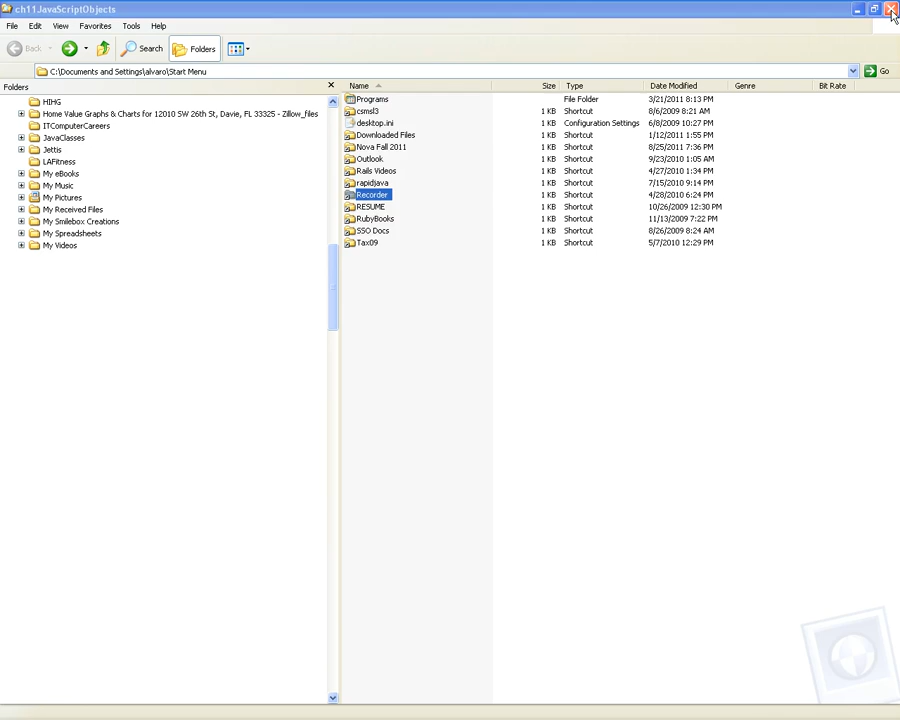 ch11JavaScriptObjects
File Edit View Favorites Tools Help
Back Search Folders
C:\Documents and Settings\alvaro\Start Menu Go
Folders
HIHG
Home Value Graphs & Charts for 12010 SW 26th St, Davie, FL 33325 - Zillow_files
ITComputerCareers
JavaClasses
Jettis
LAFitness
My eBooks
My Music
My Pictures
My Received Files
My Smilebox Creations
My Spreadsheets
My Videos
Name Size Type Date Modified Genre Bit Rate
Programs File Folder 3/21/2011 8:13 PM
csmsl3 1 KB Shortcut 8/6/2009 8:21 AM
desktop.ini 1 KB Configuration Settings 6/8/2009 10:27 PM
Downloaded Files 1 KB Shortcut 1/12/2011 1:55 PM
Nova Fall 2011 1 KB Shortcut 8/25/2011 7:36 PM
Outlook 1 KB Shortcut 9/23/2010 1:05 AM
Rails Videos 1 KB Shortcut 4/27/2010 1:34 PM
rapidjava 1 KB Shortcut 7/15/2010 9:14 PM
Recorder 1 KB Shortcut 4/28/2010 6:24 PM
RESUME 1 KB Shortcut 10/26/2009 12:30 PM
RubyBooks 1 KB Shortcut 11/13/2009 7:22 PM
SSO Docs 1 KB Shortcut 8/26/2009 8:24 AM
Tax09 1 KB Shortcut 5/7/2010 12:29 PM